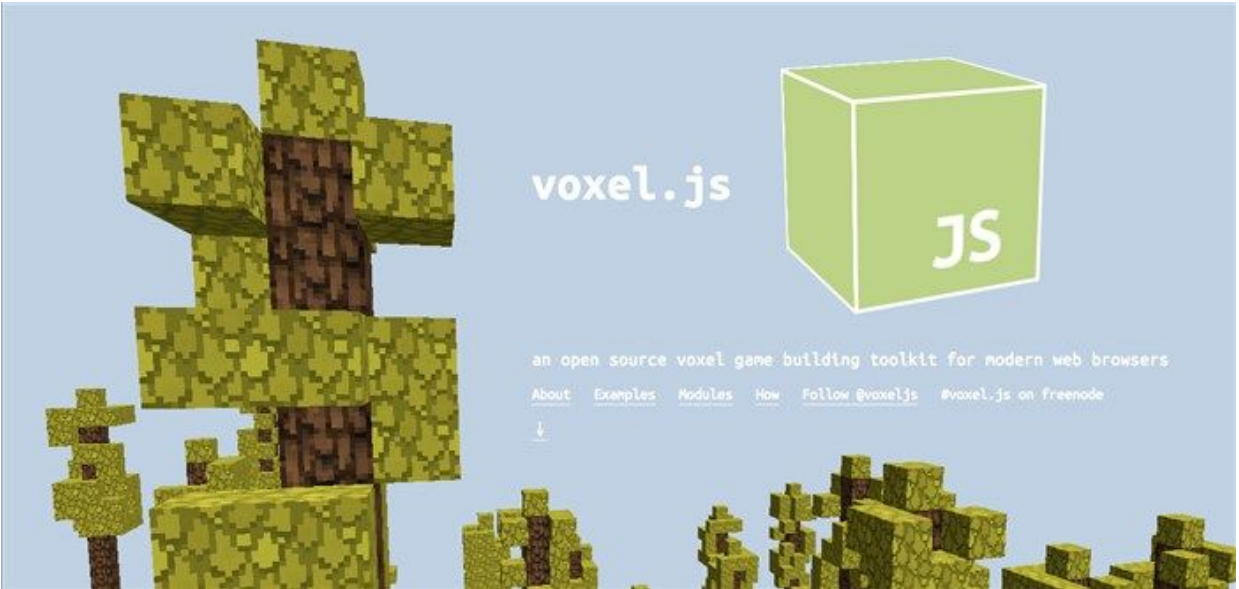 voxel.js
JS
an open source voxel game building toolkit for modern web browsers
About Examples Modules How Follow @voxeljs #voxel.js on freenode
↓